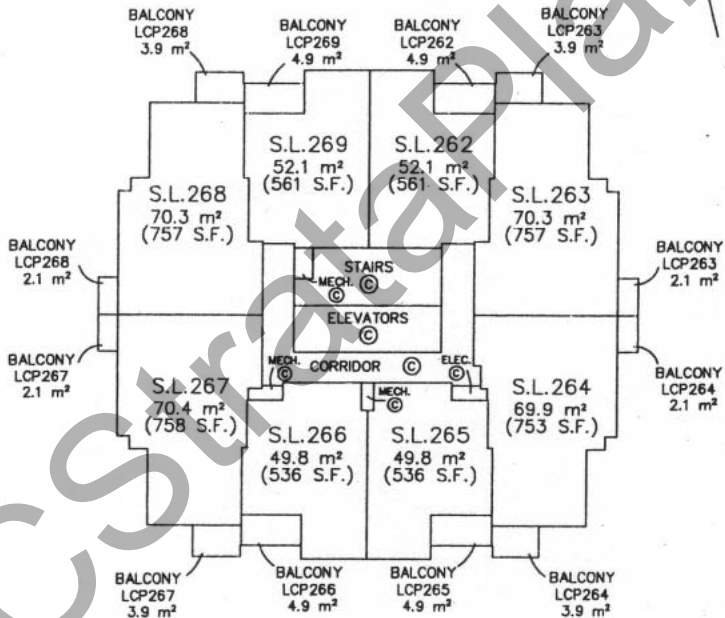 BALCONY
LCP268
3.9 m²
BALCONY
LCP269
4.9 m²
BALCONY
LCP262
4.9 m²
BALCONY
LCP263
3.9 m²
S.L.269
52.1 m²
(561 S.F.)
S.L.262
52.1 m²
(561 S.F.)
S.L.268
70.3 m²
(757 S.F.)
S.L.263
70.3 m²
(757 S.F.)
BALCONY
LCP268
2.1 m²
BALCONY
LCP263
2.1 m²
STAIRS
©
MECH.
©
ELEVATORS
©
MECH.
©
CORRIDOR ©
ELEC.
©
MECH.
©
BALCONY
LCP267
2.1 m²
BALCONY
LCP264
2.1 m²
S.L.267
70.4 m²
(758 S.F.)
S.L.264
69.9 m²
(753 S.F.)
S.L.266
49.8 m²
(536 S.F.)
S.L.265
49.8 m²
(536 S.F.)
BALCONY
LCP267
3.9 m²
BALCONY
LCP266
4.9 m²
BALCONY
LCP265
4.9 m²
BALCONY
LCP264
3.9 m²
CStrataPla